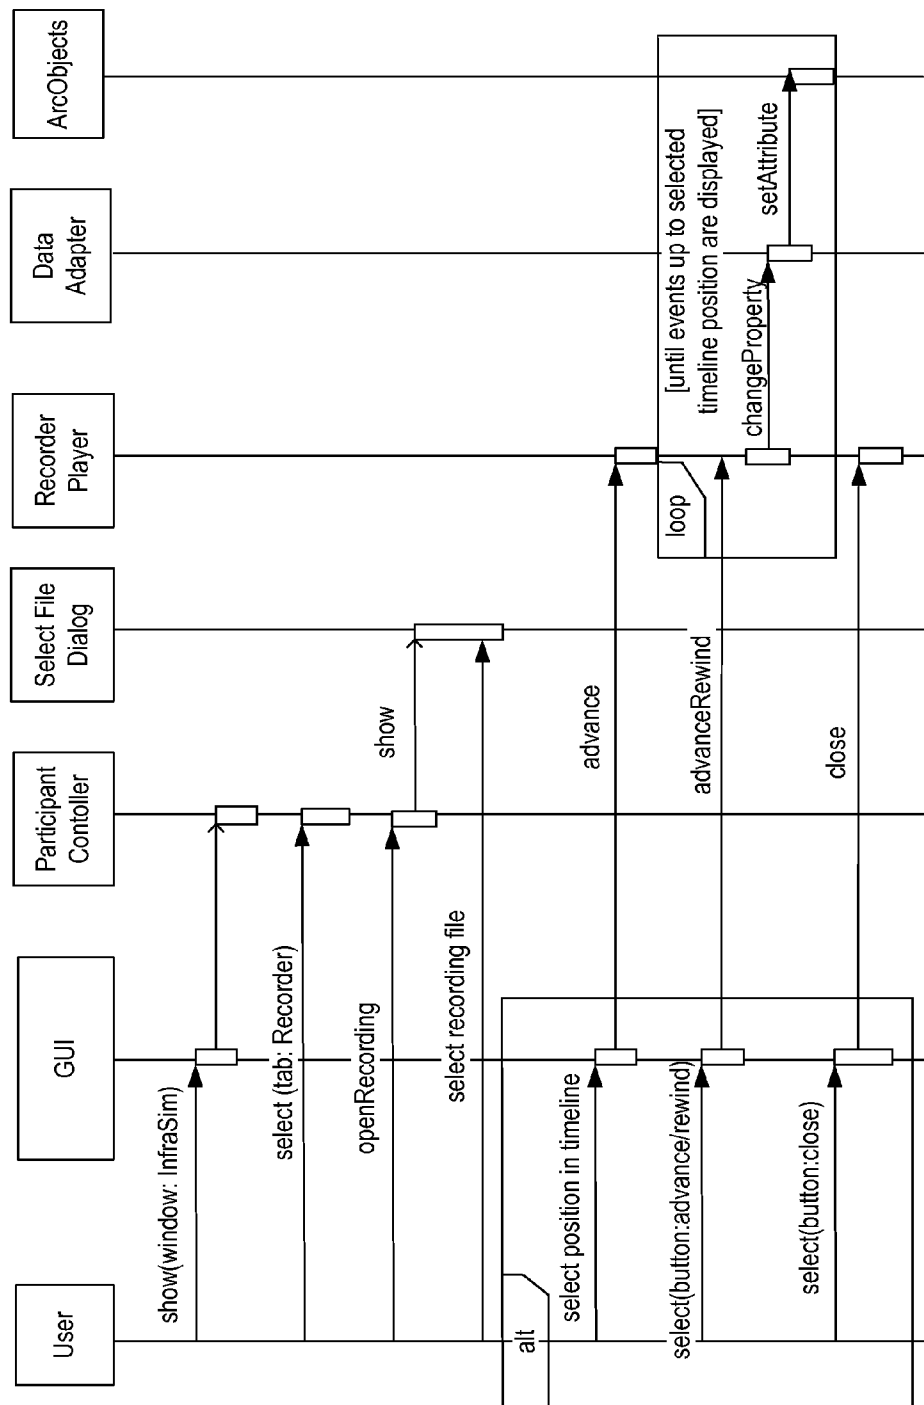 User
GUI
Participant
Contoller
Select File
Dialog
Recorder
Player
Data
Adapter
ArcObjects
show(window: InfraSim)
select (tab: Recorder)
openRecording
show
select recording file
alt
select position in timeline
advance
loop
[until events up to selected
timeline position are displayed]
select(button:advance/rewind)
advanceRewind
changeProperty
setAttribute
select(button:close)
close